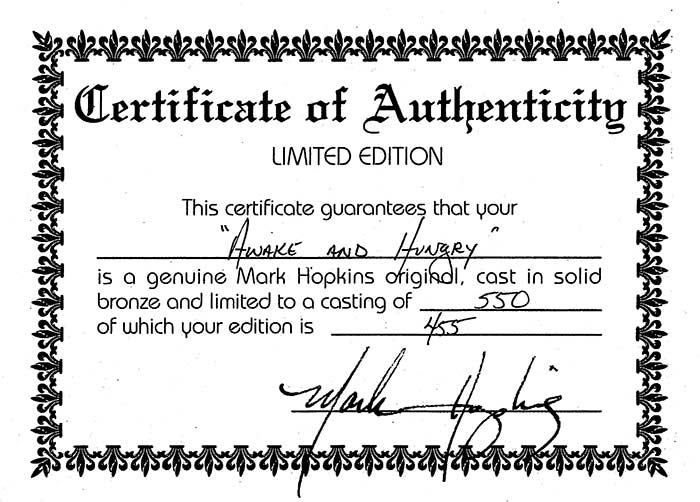 Certificate of Authenticity
LIMITED EDITION
This certificate guarantees that your
"AWAKE AND HUNGRY"
is a genuine Mark Hopkins original, cast in solid
bronze and limited to a casting of 550
of which your edition is 455
Mark Hopkins